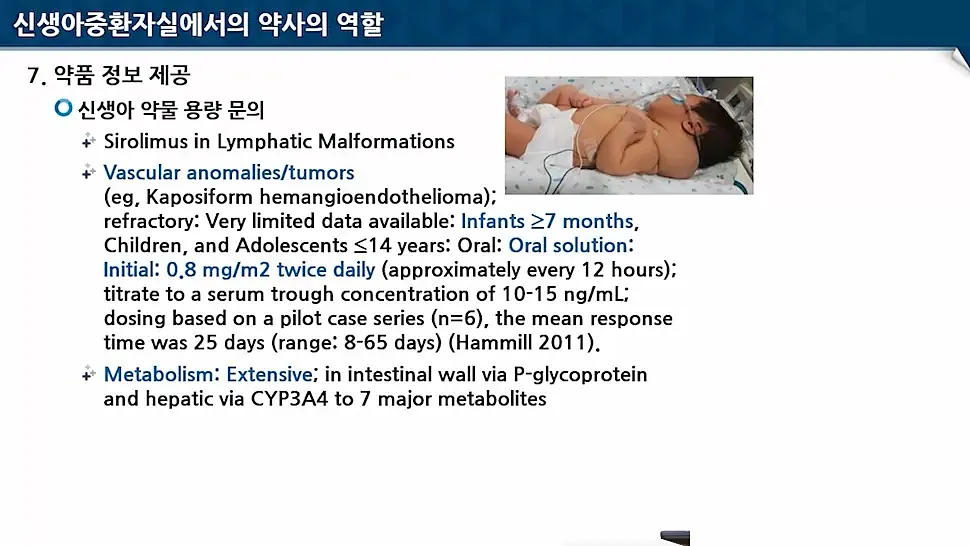 신생아중환자실에서의 약사의 역할
7. 약품 정보 제공
신생아 약물 용량 문의
Sirolimus in Lymphatic Malformations
Vascular anomalies/tumors
(eg, Kaposiform hemangioendothelioma);
refractory: Very limited data available: Infants ≥7 months,
Children, and Adolescents ≤14 years: Oral: Oral solution:
Initial: 0.8 mg/m2 twice daily (approximately every 12 hours);
titrate to a serum trough concentration of 10-15 ng/mL;
dosing based on a pilot case series (n=6), the mean response
time was 25 days (range: 8-65 days) (Hammill 2011).
Metabolism: Extensive; in intestinal wall via P-glycoprotein
and hepatic via CYP3A4 to 7 major metabolites